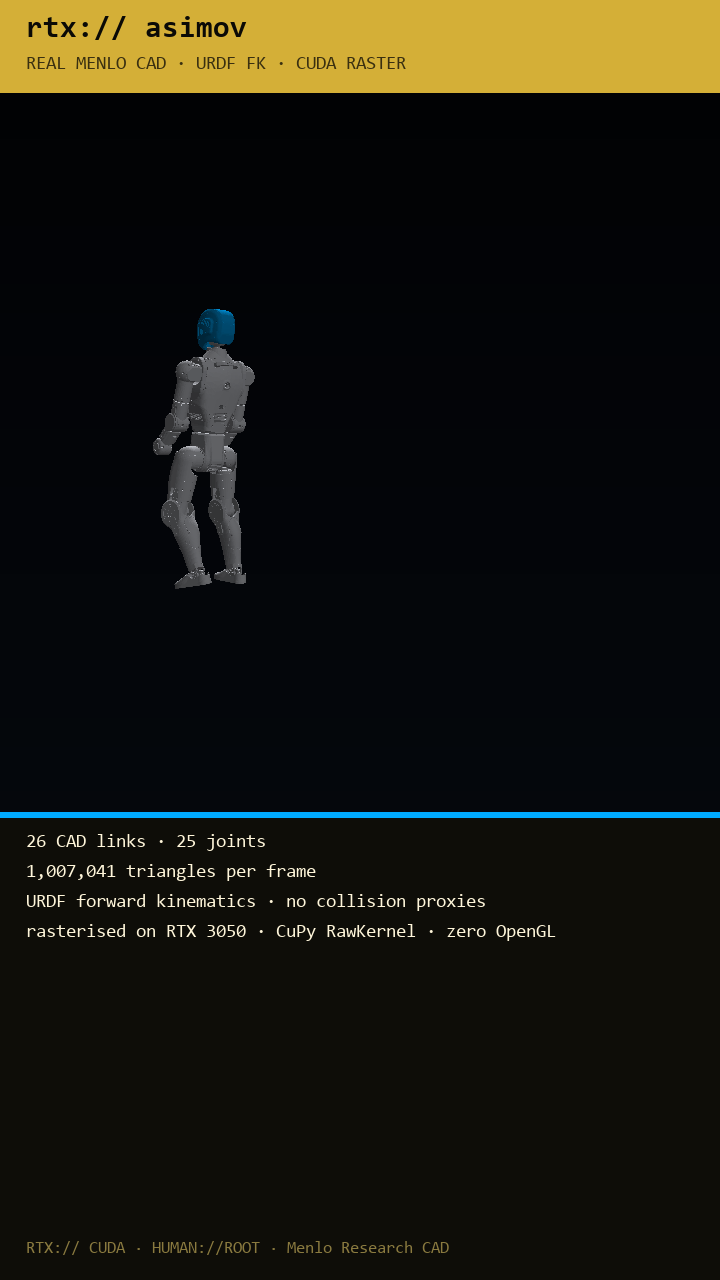 rtx:// asimov
REAL MENLO CAD · URDF FK · CUDA RASTER
26 CAD links · 25 joints
1,007,041 triangles per frame
URDF forward kinematics · no collision proxies
rasterised on RTX 3050 · CuPy RawKernel · zero OpenGL
RTX:// CUDA · HUMAN://ROOT · Menlo Research CAD